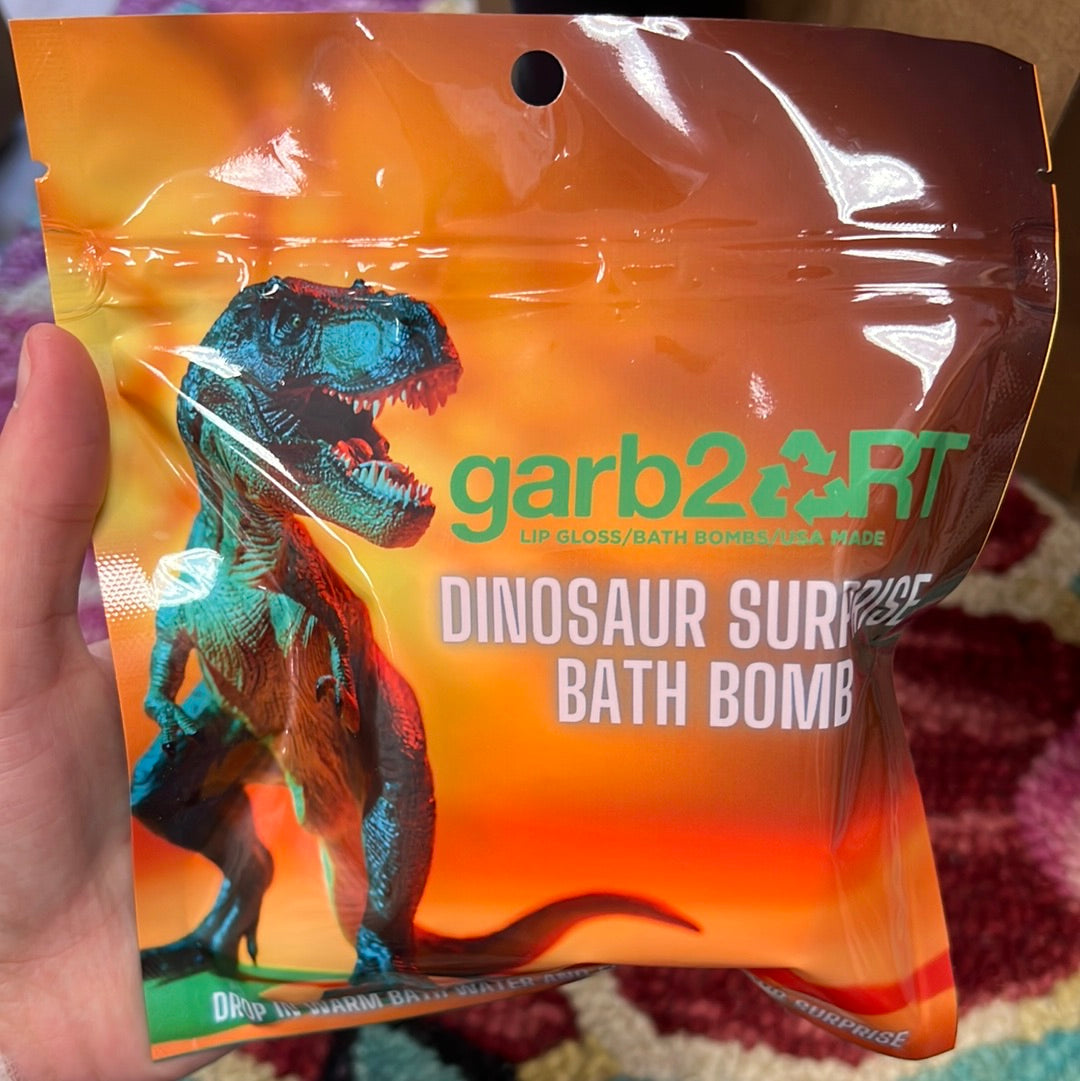 garb2ART
LIP GLOSS/BATH BOMBS/USA MADE
DINOSAUR SURPRISE
BATH BOMB
DROP IN WARM BATH WATER AND SURPRISE